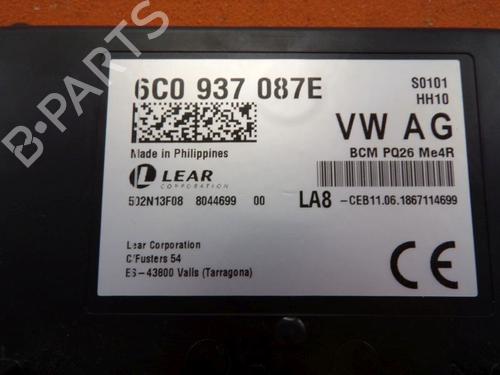 6C0 937 087E
S0101
HH10
VW AG
BCM PQ26 Me4R
Made in Philippines
LEAR
CORPORATION
502N13F08 8044699 00
LA8 -CEB11.06.1867114699
Lear Corporation
C/Fusters 54
ES-43800 Valls (Tarragona)
CE
B-PARTS